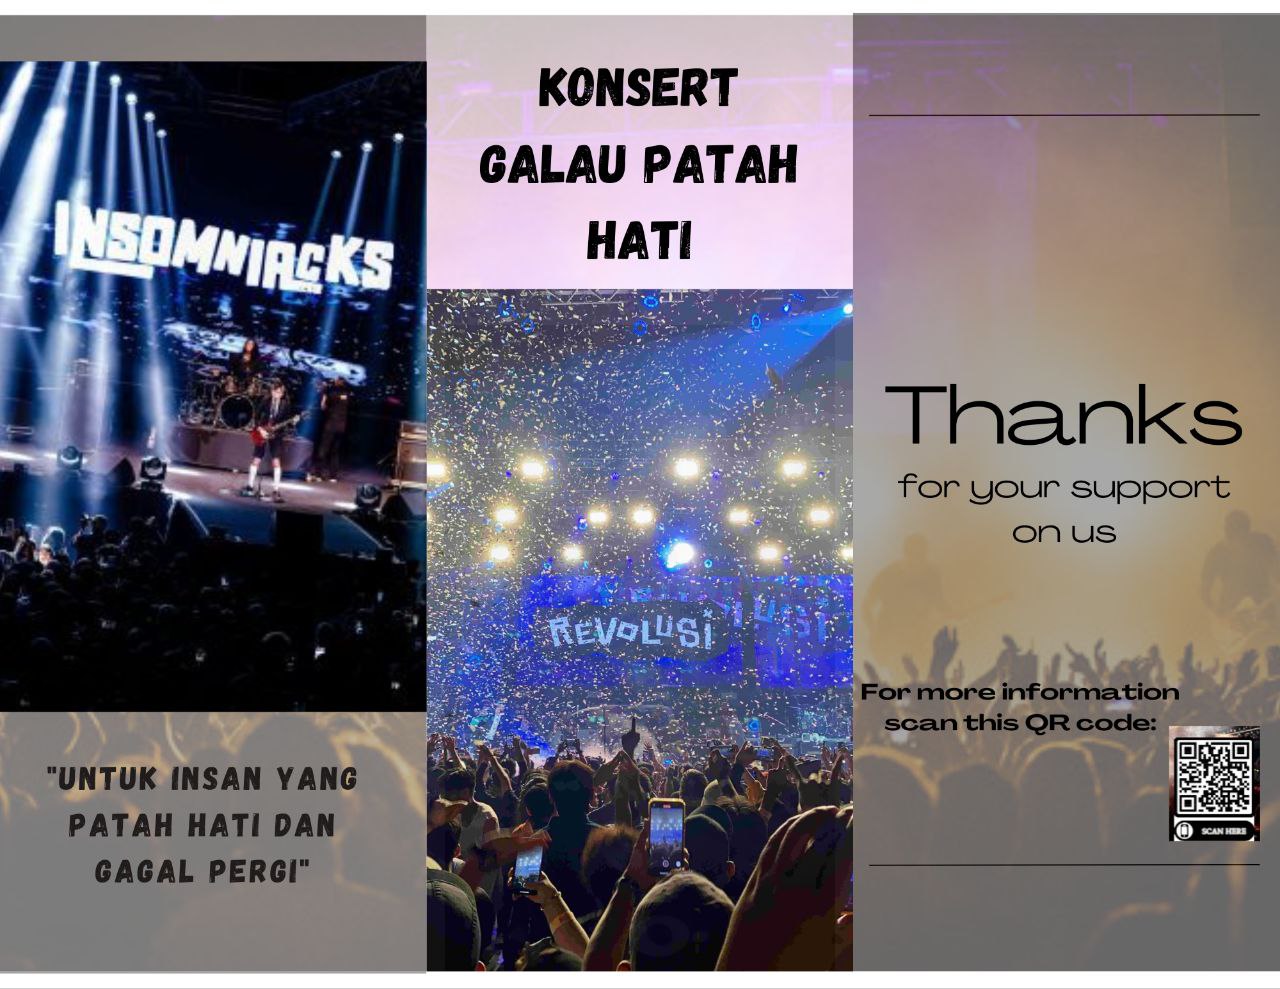 INSOMNIACKS
"UNTUK INSAN YANG
PATAH HATI DAN
GAGAL PERGI"
KONSERT
GALAU PATAH
HATI
REVOLUSi
Thanks
for your support
on us
For more information
scan this QR code:
SCAN HERE